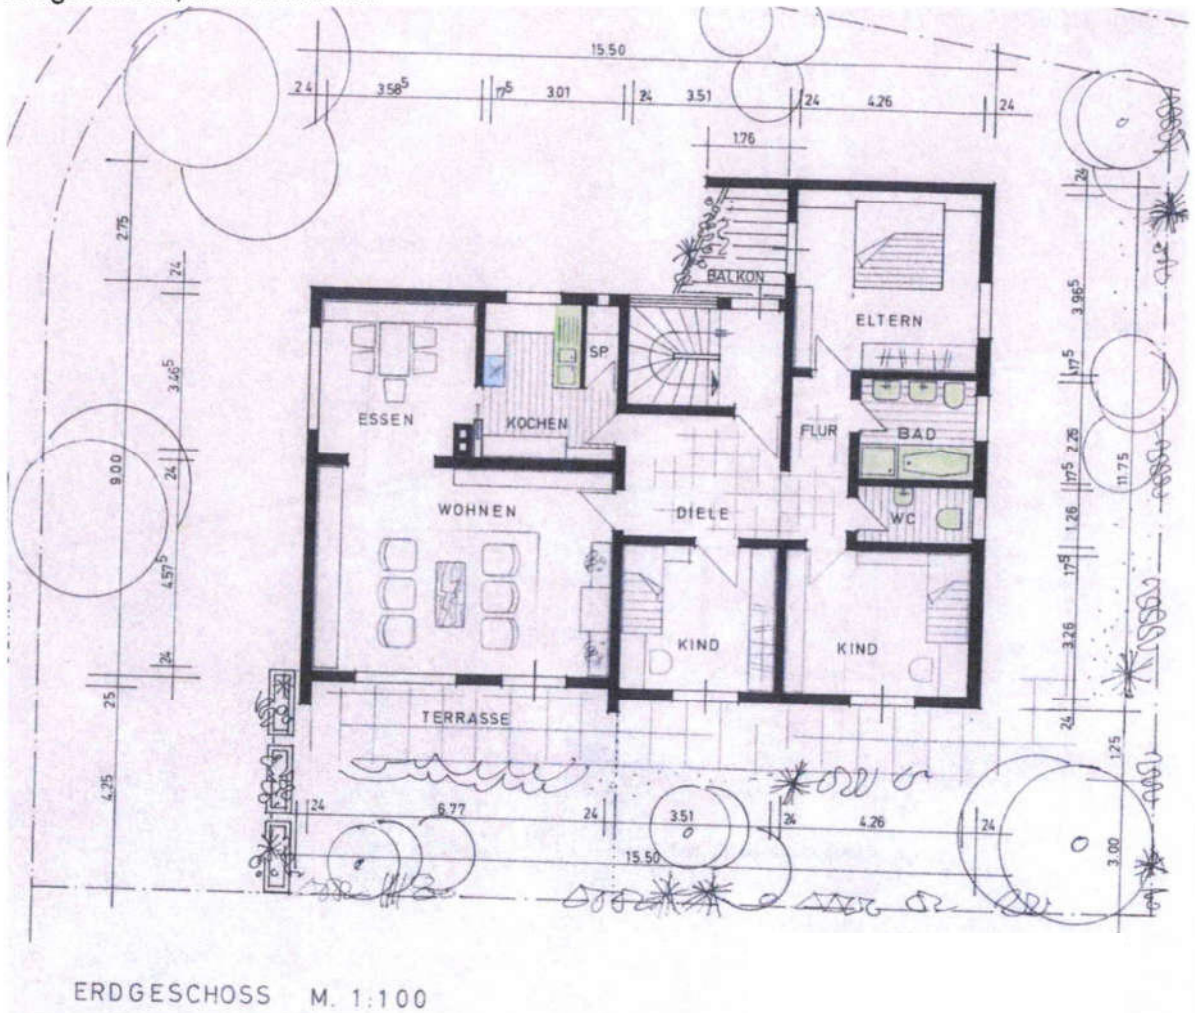 15.50
24 3.58⁵ 17⁵ 3.01 24 3.51 24 4.26 24
1.76
24
2.75
24
BALKON
ELTERN
3.96⁵
SP.
3.46⁵
17⁵
ESSEN
KOCHEN
FLUR
BAD
2.26
9.00
24
17⁵
11.75
WOHNEN
DIELE
WC
1.26
4.57⁵
17⁵
KIND
KIND
3.26
24
25
TERRASSE
24
1.25
4.25
24 6.77 24 3.51 24 4.26 24
15.50
3.00
ERDGESCHOSS M. 1:100